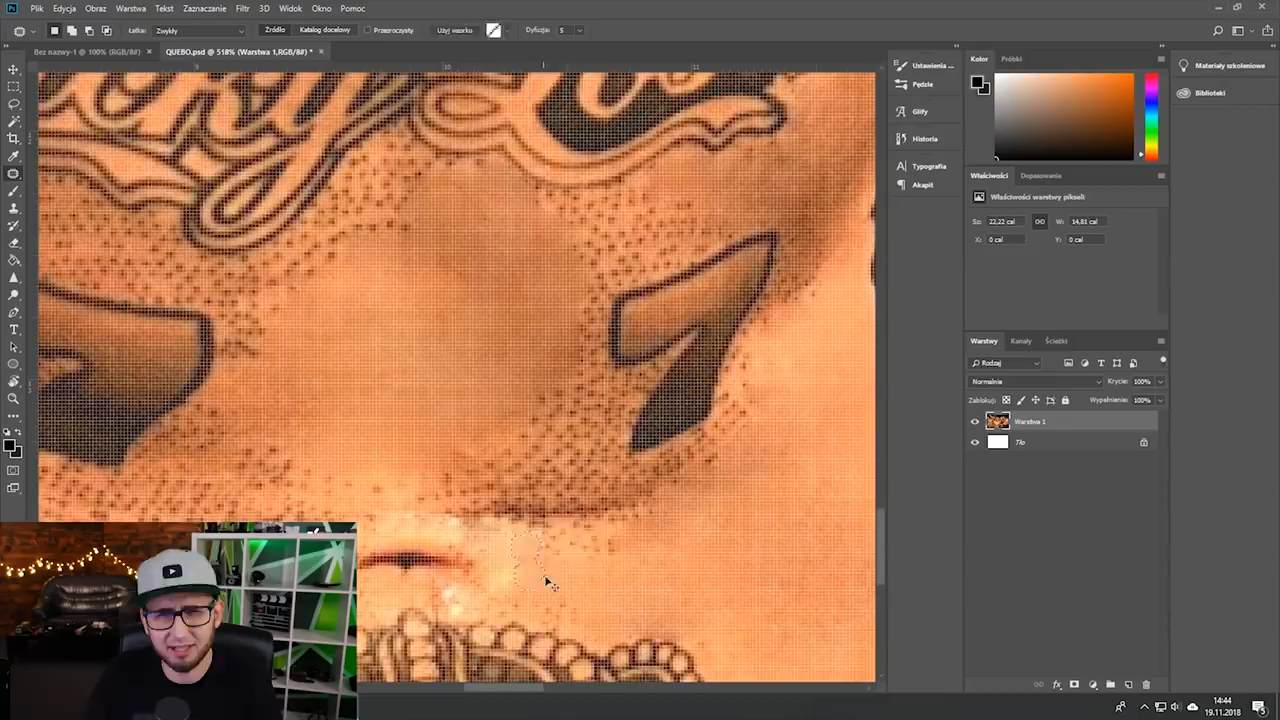 Plik Edycja Obraz Warstwa Tekst Zaznaczanie Filtr 3D Widok Okno Pomoc
Łatka: Zwykły Źródło Katalog docelowy Przezroczysty Użyj wzorku Dyfuzja: 5
Bez nazwy-1 @ 100% (RGB/8#) × QUEBO.psd @ 518% (Warstwa 1,RGB/8#) * ×
9 10 11
Ustawienia ...
Pędzle
Glify
Historia
Typografia
Akapit
Kolor Próbki
Właściwości Dopasowania
Właściwości warstwy pikseli
Sz: 22,22 cal W: 14,81 cal
X: 0 cal Y: 0 cal
Warstwy Kanały Ścieżki
Rodzaj
Normalnie Krycie: 100%
Zablokuj: Wypełnienie: 100%
Warstwa 1
Tło
Materiały szkoleniowe
Biblioteki
14:44
19.11.2018